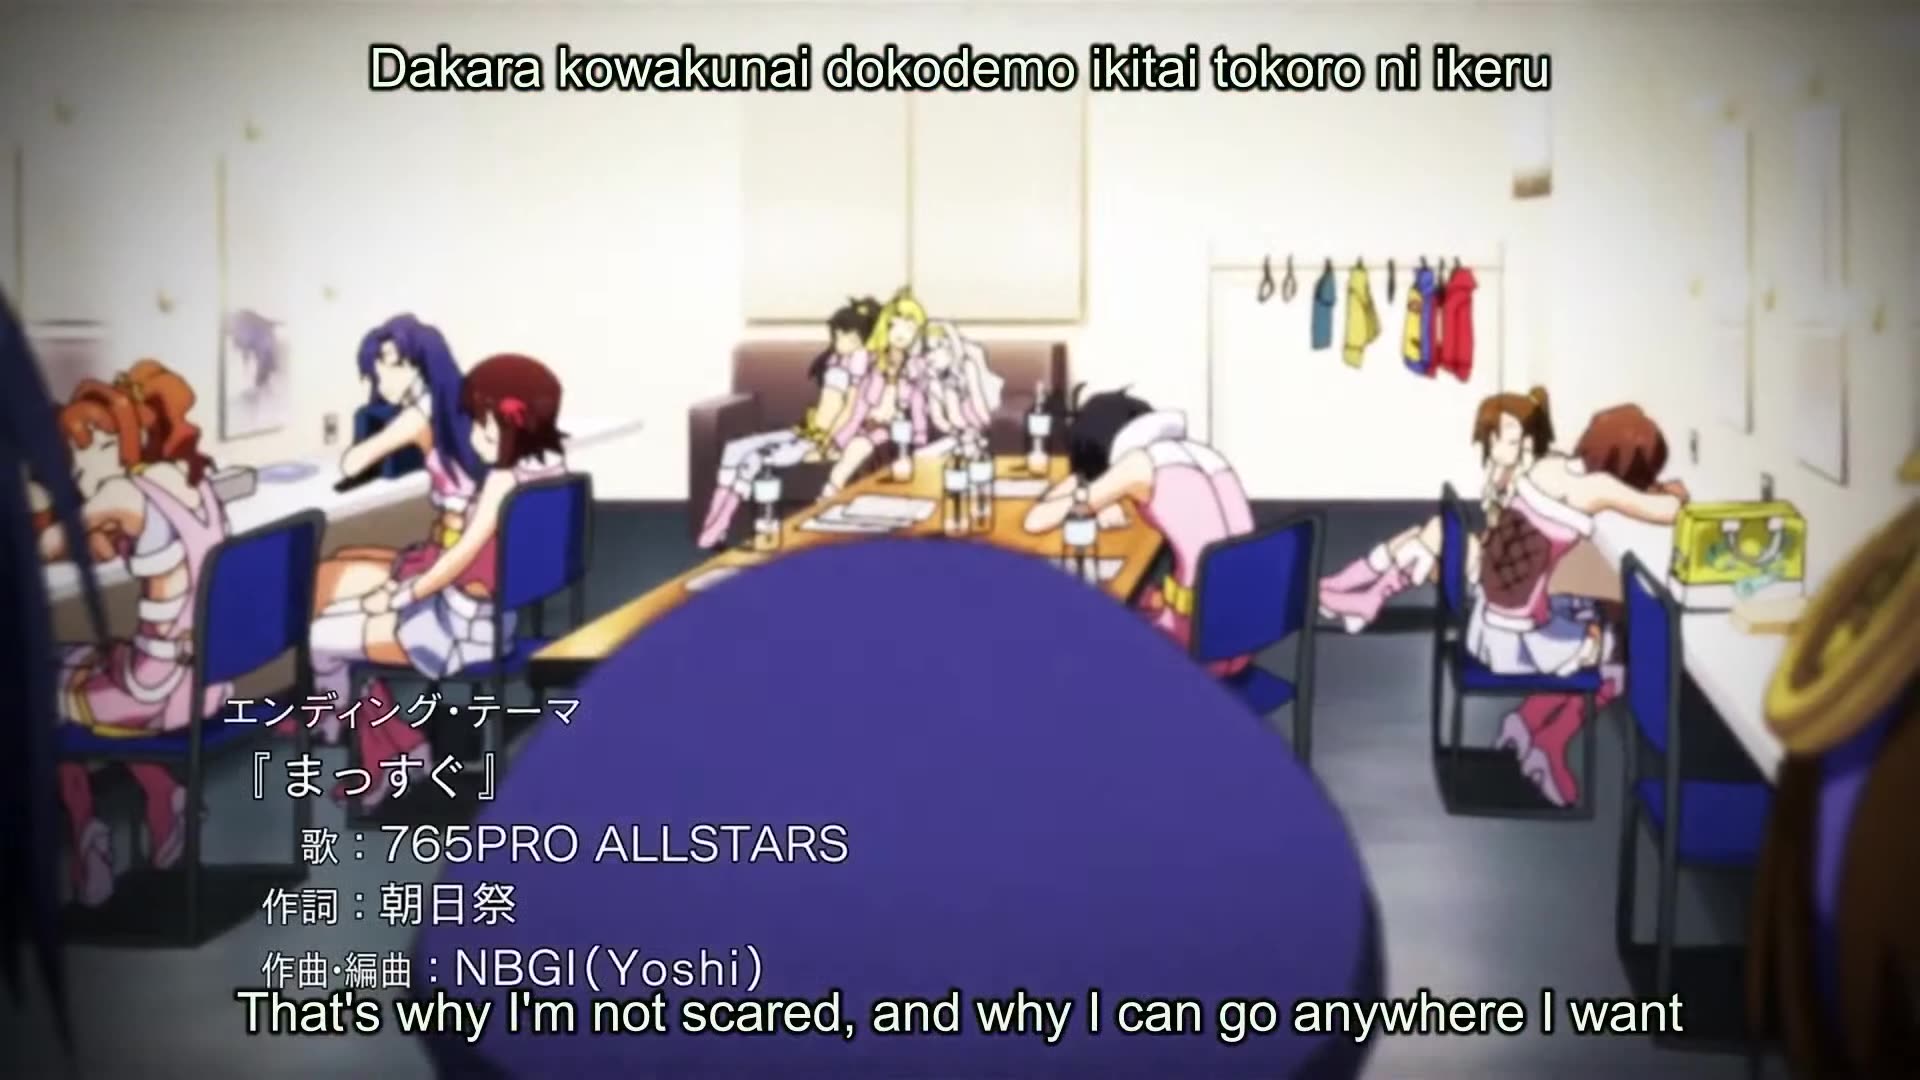 Dakara kowakunai dokodemo ikitai tokoro ni ikeru
エンディング・テーマ
『まっすぐ』
歌：765PRO ALLSTARS
作詞：朝日祭
作曲・編曲：NBGI(Yoshi)
That's why I'm not scared, and why I can go anywhere I want